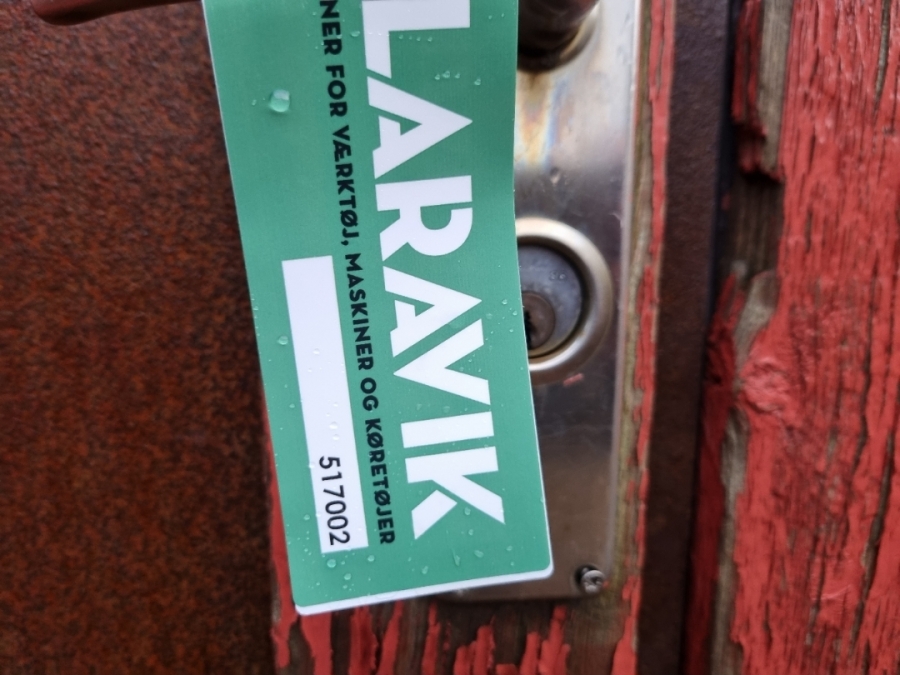 LARAVIK
NER FOR VÆRKTØJ, MASKINER OG KØRETØJER
517002